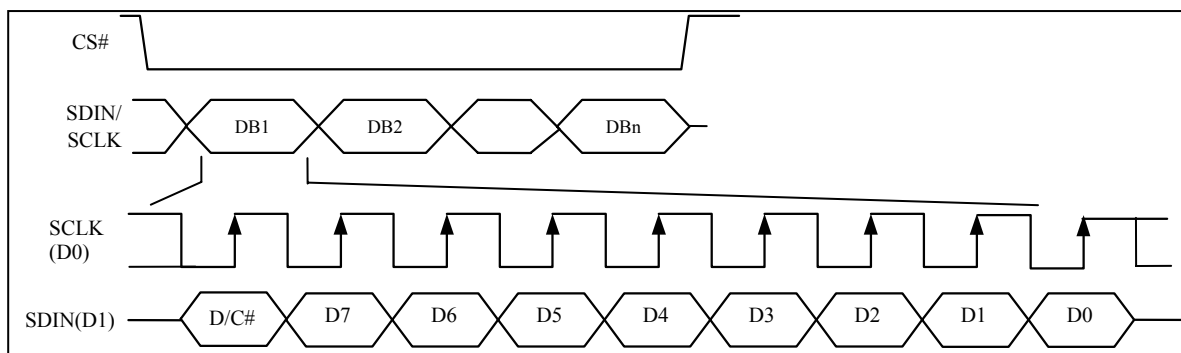 CS#
SDIN/
SCLK
DB1 DB2 DBn
SCLK
(D0)
SDIN(D1) D/C# D7 D6 D5 D4 D3 D2 D1 D0